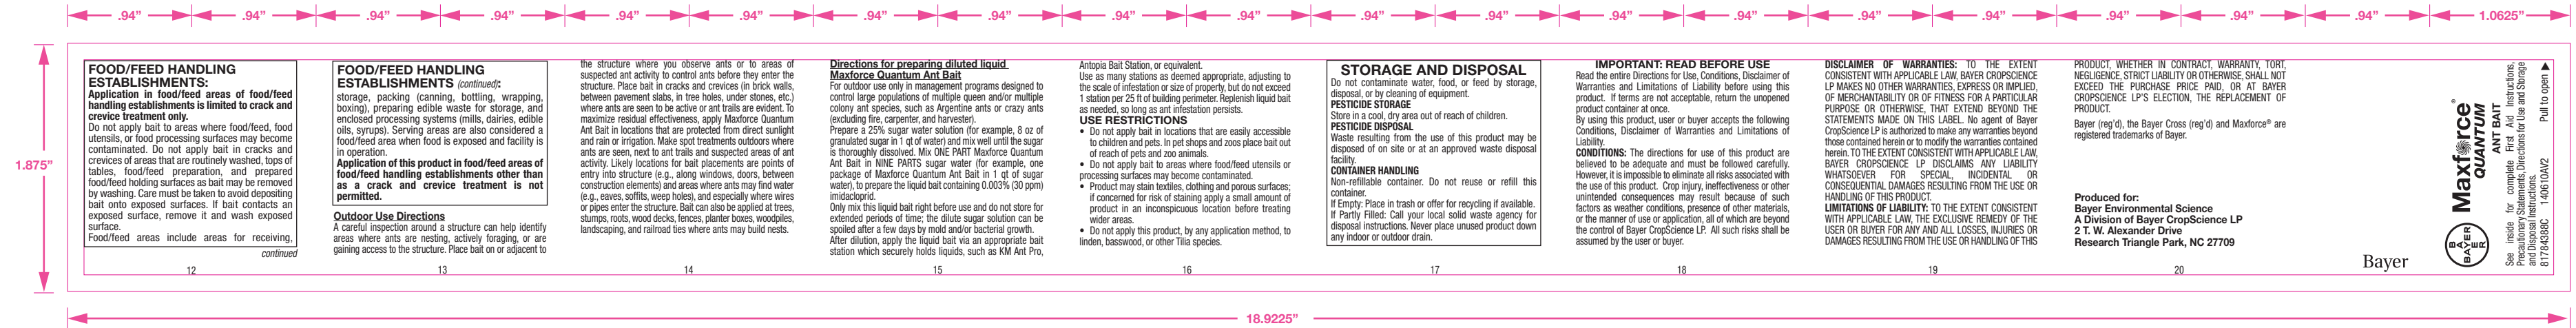 .94" .94" .94" .94" .94" .94" .94" .94" .94" .94" .94" .94" .94" .94" .94" .94" .94" .94" .94" 1.0625"
1.875"
FOOD/FEED HANDLING
ESTABLISHMENTS:
Application in food/feed areas of food/feed
handling establishments is limited to crack and
crevice treatment only.
Do not apply bait to areas where food/feed, food
utensils, or food processing surfaces may become
contaminated. Do not apply bait in cracks and
crevices of areas that are routinely washed, tops of
tables, food/feed preparation, and prepared
food/feed holding surfaces as bait may be removed
by washing. Care must be taken to avoid depositing
bait onto exposed surfaces. If bait contacts an
exposed surface, remove it and wash exposed
surface.
Food/feed areas include areas for receiving,
continued
12
FOOD/FEED HANDLING
ESTABLISHMENTS (continued):
storage, packing (canning, bottling, wrapping,
boxing), preparing edible waste for storage, and
enclosed processing systems (mills, dairies, edible
oils, syrups). Serving areas are also considered a
food/feed area when food is exposed and facility is
in operation.
Application of this product in food/feed areas of
food/feed handling establishments other than
as a crack and crevice treatment is not
permitted.
Outdoor Use Directions
A careful inspection around a structure can help identify
areas where ants are nesting, actively foraging, or are
gaining access to the structure. Place bait on or adjacent to
13
the structure where you observe ants or to areas of
suspected ant activity to control ants before they enter the
structure. Place bait in cracks and crevices (in brick walls,
between pavement slabs, in tree holes, under stones, etc.)
where ants are seen to be active or ant trails are evident. To
maximize residual effectiveness, apply Maxforce Quantum
Ant Bait in locations that are protected from direct sunlight
and rain or irrigation. Make spot treatments outdoors where
ants are seen, next to ant trails and suspected areas of ant
activity. Likely locations for bait placements are points of
entry into structure (e.g., along windows, doors, between
construction elements) and areas where ants may find water
(e.g., eaves, soffits, weep holes), and especially where wires
or pipes enter the structure. Bait can also be applied at trees,
stumps, roots, wood decks, fences, planter boxes, woodpiles,
landscaping, and railroad ties where ants may build nests.
14
Directions for preparing diluted liquid
Maxforce Quantum Ant Bait
For outdoor use only in management programs designed to
control large populations of multiple queen and/or multiple
colony ant species, such as Argentine ants or crazy ants
(excluding fire, carpenter, and harvester).
Prepare a 25% sugar water solution (for example, 8 oz of
granulated sugar in 1 qt of water) and mix well until the sugar
is thoroughly dissolved. Mix ONE PART Maxforce Quantum
Ant Bait in NINE PARTS sugar water (for example, one
package of Maxforce Quantum Ant Bait in 1 qt of sugar
water), to prepare the liquid bait containing 0.003% (30 ppm)
imidacloprid.
Only mix this liquid bait right before use and do not store for
extended periods of time; the dilute sugar solution can be
spoiled after a few days by mold and/or bacterial growth.
After dilution, apply the liquid bait via an appropriate bait
station which securely holds liquids, such as KM Ant Pro,
15
Antopia Bait Station, or equivalent.
Use as many stations as deemed appropriate, adjusting to
the scale of infestation or size of property, but do not exceed
1 station per 25 ft of building perimeter. Replenish liquid bait
as needed, so long as ant infestation persists.
USE RESTRICTIONS
• Do not apply bait in locations that are easily accessible
to children and pets. In pet shops and zoos place bait out
of reach of pets and zoo animals.
• Do not apply bait to areas where food/feed utensils or
processing surfaces may become contaminated.
• Product may stain textiles, clothing and porous surfaces;
if concerned for risk of staining apply a small amount of
product in an inconspicuous location before treating
wider areas.
• Do not apply this product, by any application method, to
linden, basswood, or other Tilia species.
16
STORAGE AND DISPOSAL
Do not contaminate water, food, or feed by storage,
disposal, or by cleaning of equipment.
PESTICIDE STORAGE
Store in a cool, dry area out of reach of children.
PESTICIDE DISPOSAL
Waste resulting from the use of this product may be
disposed of on site or at an approved waste disposal
facility.
CONTAINER HANDLING
Non-refillable container. Do not reuse or refill this
container.
If Empty: Place in trash or offer for recycling if available.
If Partly Filled: Call your local solid waste agency for
disposal instructions. Never place unused product down
any indoor or outdoor drain.
17
IMPORTANT: READ BEFORE USE
Read the entire Directions for Use, Conditions, Disclaimer of
Warranties and Limitations of Liability before using this
product. If terms are not acceptable, return the unopened
product container at once.
By using this product, user or buyer accepts the following
Conditions, Disclaimer of Warranties and Limitations of
Liability.
CONDITIONS: The directions for use of this product are
believed to be adequate and must be followed carefully.
However, it is impossible to eliminate all risks associated with
the use of this product. Crop injury, ineffectiveness or other
unintended consequences may result because of such
factors as weather conditions, presence of other materials,
or the manner of use or application, all of which are beyond
the control of Bayer CropScience LP. All such risks shall be
assumed by the user or buyer.
18
DISCLAIMER OF WARRANTIES: TO THE EXTENT
CONSISTENT WITH APPLICABLE LAW, BAYER CROPSCIENCE
LP MAKES NO OTHER WARRANTIES, EXPRESS OR IMPLIED,
OF MERCHANTABILITY OR OF FITNESS FOR A PARTICULAR
PURPOSE OR OTHERWISE, THAT EXTEND BEYOND THE
STATEMENTS MADE ON THIS LABEL. No agent of Bayer
CropScience LP is authorized to make any warranties beyond
those contained herein or to modify the warranties contained
herein. TO THE EXTENT CONSISTENT WITH APPLICABLE LAW,
BAYER CROPSCIENCE LP DISCLAIMS ANY LIABILITY
WHATSOEVER FOR SPECIAL, INCIDENTAL OR
CONSEQUENTIAL DAMAGES RESULTING FROM THE USE OR
HANDLING OF THIS PRODUCT.
LIMITATIONS OF LIABILITY: TO THE EXTENT CONSISTENT
WITH APPLICABLE LAW, THE EXCLUSIVE REMEDY OF THE
USER OR BUYER FOR ANY AND ALL LOSSES, INJURIES OR
DAMAGES RESULTING FROM THE USE OR HANDLING OF THIS
19
PRODUCT, WHETHER IN CONTRACT, WARRANTY, TORT,
NEGLIGENCE, STRICT LIABILITY OR OTHERWISE, SHALL NOT
EXCEED THE PURCHASE PRICE PAID, OR AT BAYER
CROPSCIENCE LP'S ELECTION, THE REPLACEMENT OF
PRODUCT.
Bayer (reg'd), the Bayer Cross (reg'd) and Maxforce® are
registered trademarks of Bayer.
Produced for:
Bayer Environmental Science
A Division of Bayer CropScience LP
2 T. W. Alexander Drive
Research Triangle Park, NC 27709
20
Bayer
BAYER
BAYER
Maxforce®
QUANTUM
ANT BAIT
See inside for complete First Aid Instructions,
Precautionary Statements, Directions for Use and Storage
and Disposal Instructions.
81784388C 140610AV2 Pull to open ▶
18.9225"